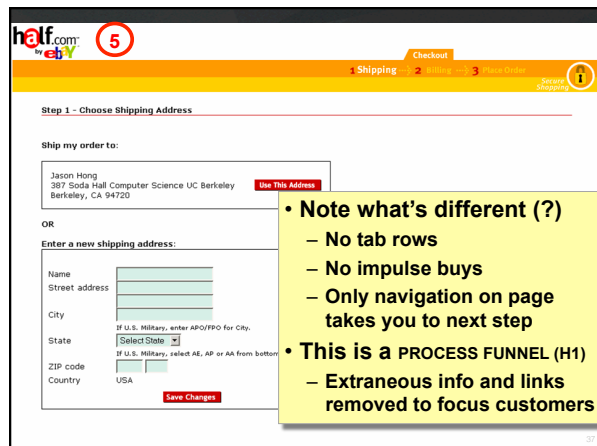 half.com
by ebaY
5
Checkout
1 Shipping 2 Billing 3 Place Order
Secure
Shopping
Step 1 - Choose Shipping Address
Ship my order to:
Jason Hong
387 Soda Hall Computer Science UC Berkeley
Berkeley, CA 94720
Use This Address
OR
Enter a new shipping address:
Name
Street address
City
If U.S. Military, enter APO/FPO for City.
State
Select State
If U.S. Military, select AE, AP or AA from bottom
ZIP code
Country USA
Save Changes
• Note what's different (?)
– No tab rows
– No impulse buys
– Only navigation on page
takes you to next step
• This is a PROCESS FUNNEL (H1)
– Extraneous info and links
removed to focus customers
37